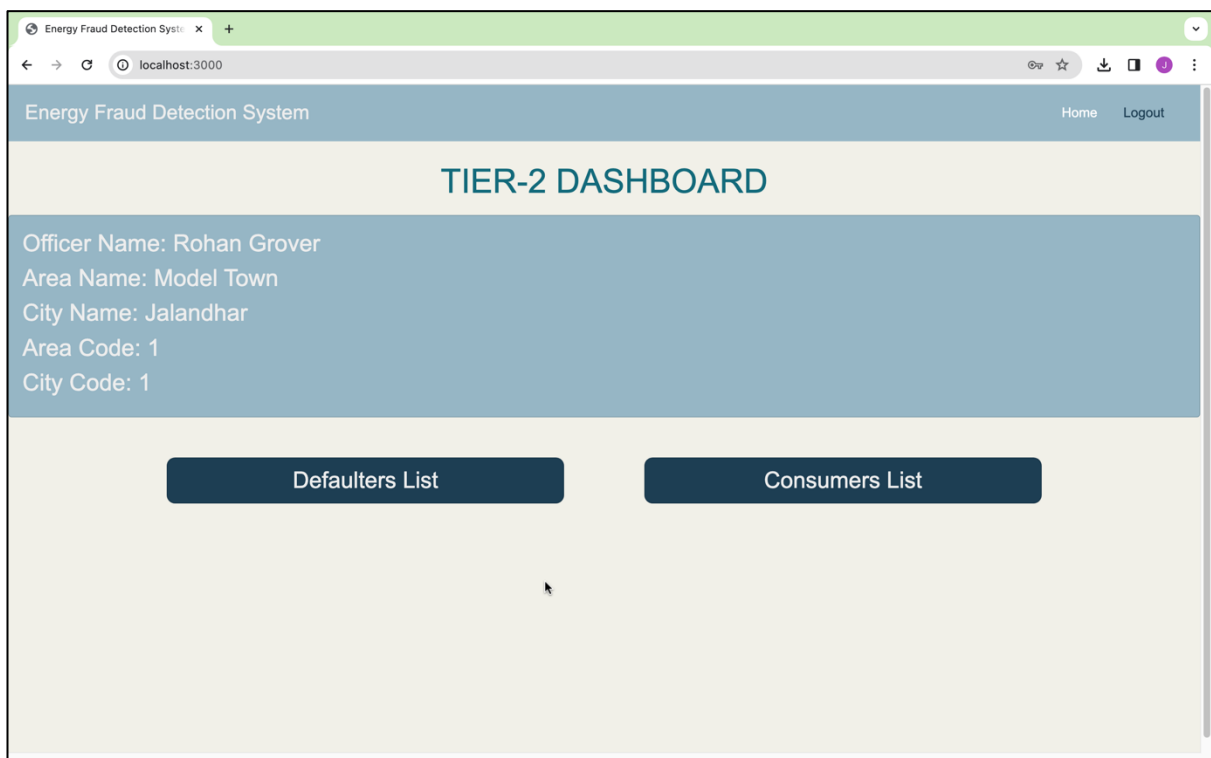 Energy Fraud Detection Syste
localhost:3000
J
Energy Fraud Detection System
Home
Logout
TIER-2 DASHBOARD
Officer Name: Rohan Grover
Area Name: Model Town
City Name: Jalandhar
Area Code: 1
City Code: 1
Defaulters List
Consumers List